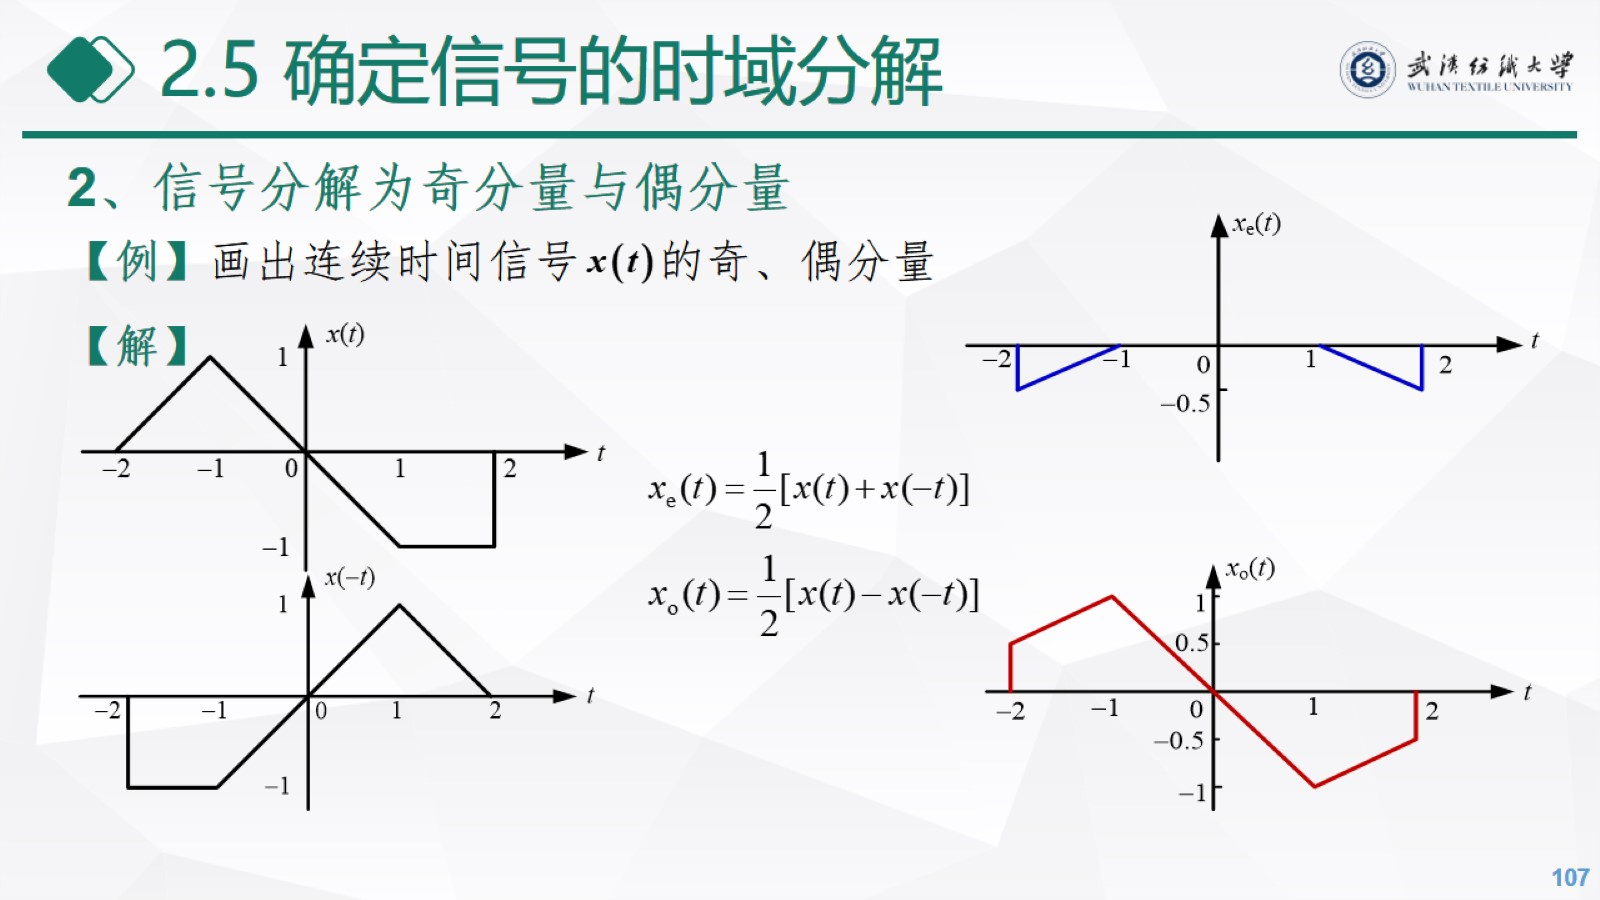 2.5 确定信号的时域分解
武汉纺织大学
WUHAN TEXTILE UNIVERSITY
2、信号分解为奇分量与偶分量
【例】画出连续时间信号 x(t) 的奇、偶分量
【解】
x(t)
1
−2 −1 0 1 2 t
−1
x(−t)
1
−2 −1 0 1 2 t
−1
xₑ(t) = 1/2 [x(t) + x(−t)]
xₒ(t) = 1/2 [x(t) − x(−t)]
xₑ(t)
−2 −1 0 1 2 t
−0.5
xₒ(t)
1
0.5
−2 −1 0 1 2 t
−0.5
−1
107